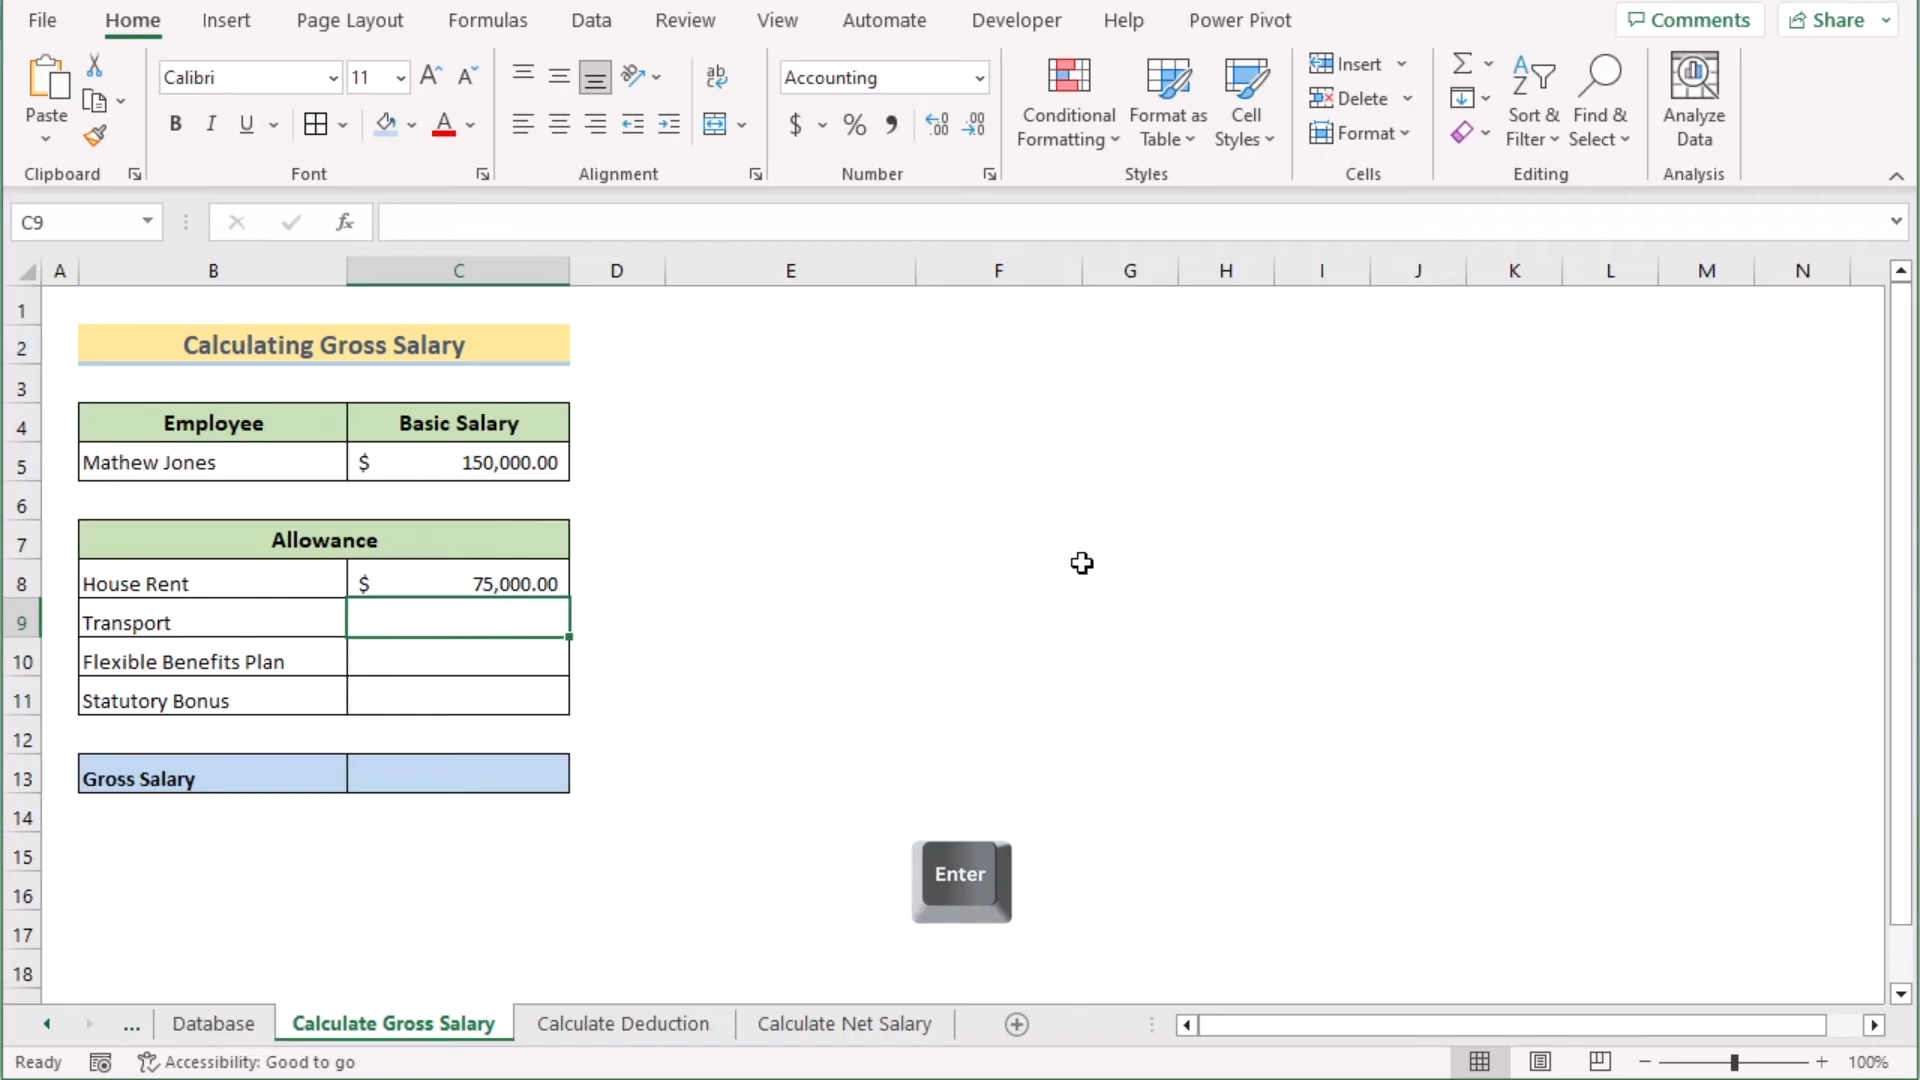 File Home Insert Page Layout Formulas Data Review View Automate Developer Help Power Pivot Comments Share
Paste
Calibri 11 A A
B I U A
ab
c
Accounting
$ % 9 .00 .00
Conditional Formatting
Format as Table
Cell Styles
Insert
Delete
Format
Sort & Filter
Find & Select
Analyze Data
Clipboard Font Alignment Number Styles Cells Editing Analysis
C9 fx
A B C D E F G H I J K L M N
1
2 Calculating Gross Salary
3
4 Employee Basic Salary
5 Mathew Jones $ 150,000.00
6
7 Allowance
8 House Rent $ 75,000.00
9 Transport
10 Flexible Benefits Plan
11 Statutory Bonus
12
13 Gross Salary
14
15
Enter
16
17
18
... Database Calculate Gross Salary Calculate Deduction Calculate Net Salary
Ready Accessibility: Good to go 100%